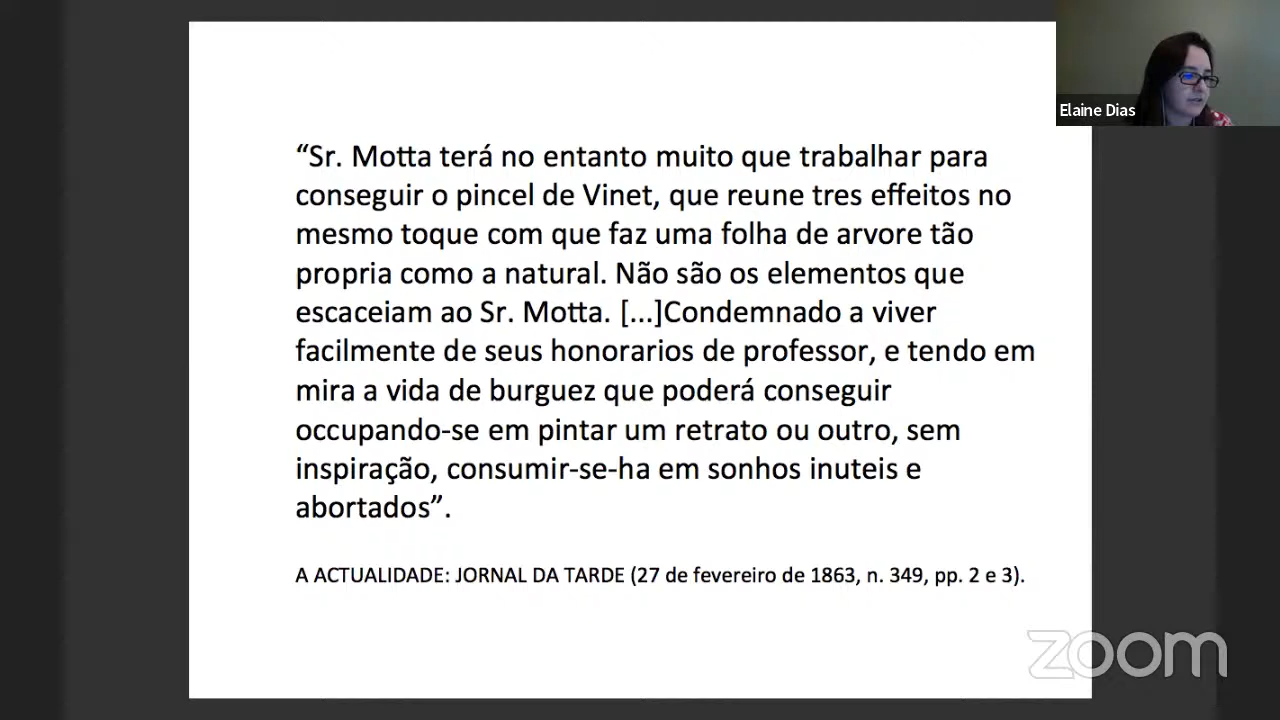 Elaine Dias
“Sr. Motta terá no entanto muito que trabalhar para
conseguir o pincel de Vinet, que reune tres effeitos no
mesmo toque com que faz uma folha de arvore tão
propria como a natural. Não são os elementos que
escaceiam ao Sr. Motta. [...]Condemnado a viver
facilmente de seus honorarios de professor, e tendo em
mira a vida de burguez que poderá conseguir
occupando-se em pintar um retrato ou outro, sem
inspiração, consumir-se-ha em sonhos inuteis e
abortados”.
A ACTUALIDADE: JORNAL DA TARDE (27 de fevereiro de 1863, n. 349, pp. 2 e 3).
zoom